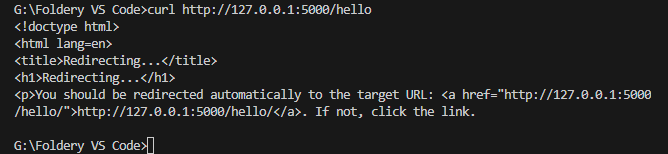 G:\Foldery VS Code>curl http://127.0.0.1:5000/hello
<!doctype html>
<html lang=en>
<title>Redirecting...</title>
<h1>Redirecting...</h1>
<p>You should be redirected automatically to the target URL: <a href="http://127.0.0.1:5000
/hello/">http://127.0.0.1:5000/hello/</a>. If not, click the link.
G:\Foldery VS Code>